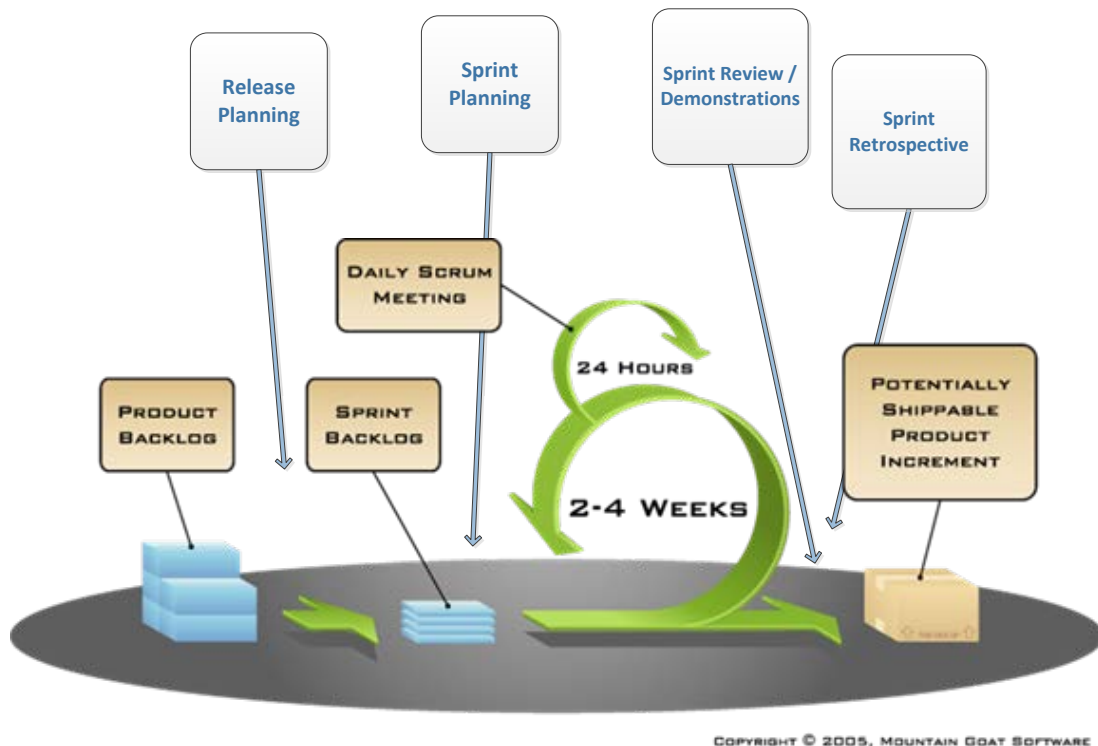 Release
Planning
Sprint
Planning
Sprint Review /
Demonstrations
Sprint
Retrospective
DAILY SCRUM
MEETING
24 HOURS
PRODUCT
BACKLOG
SPRINT
BACKLOG
POTENTIALLY
SHIPPABLE
PRODUCT
INCREMENT
2-4 WEEKS
COPYRIGHT © 2005, MOUNTAIN GOAT SOFTWARE